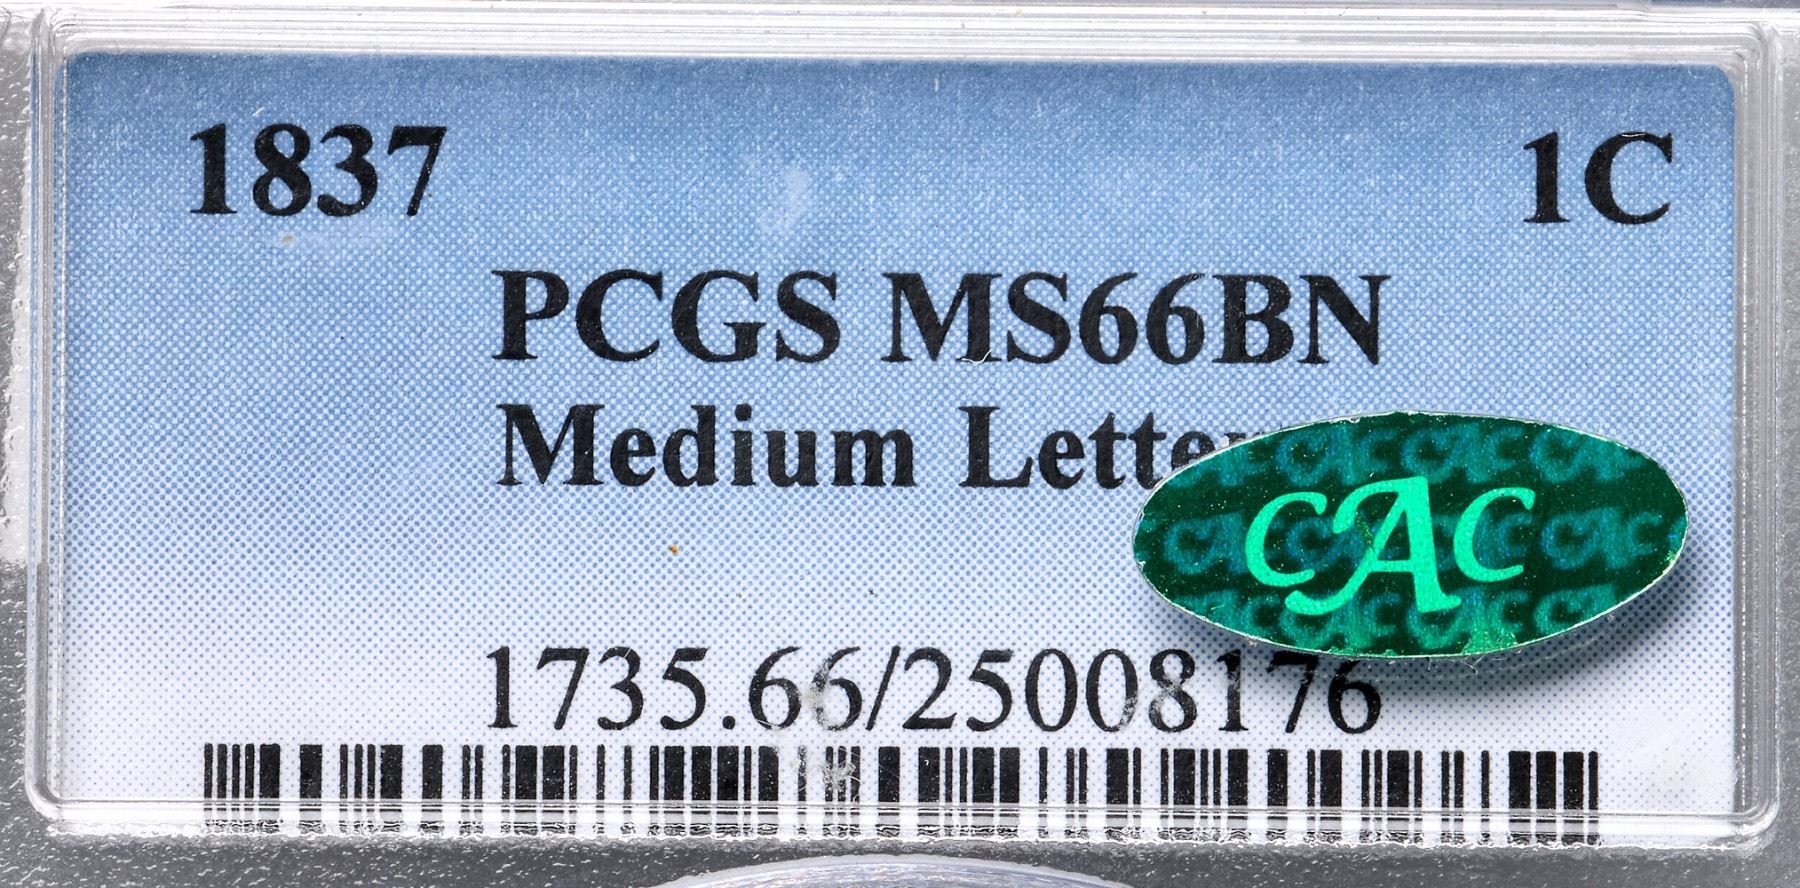 1837 1C
PCGS MS66BN
Medium Letter
CAC
1735.66/25008176